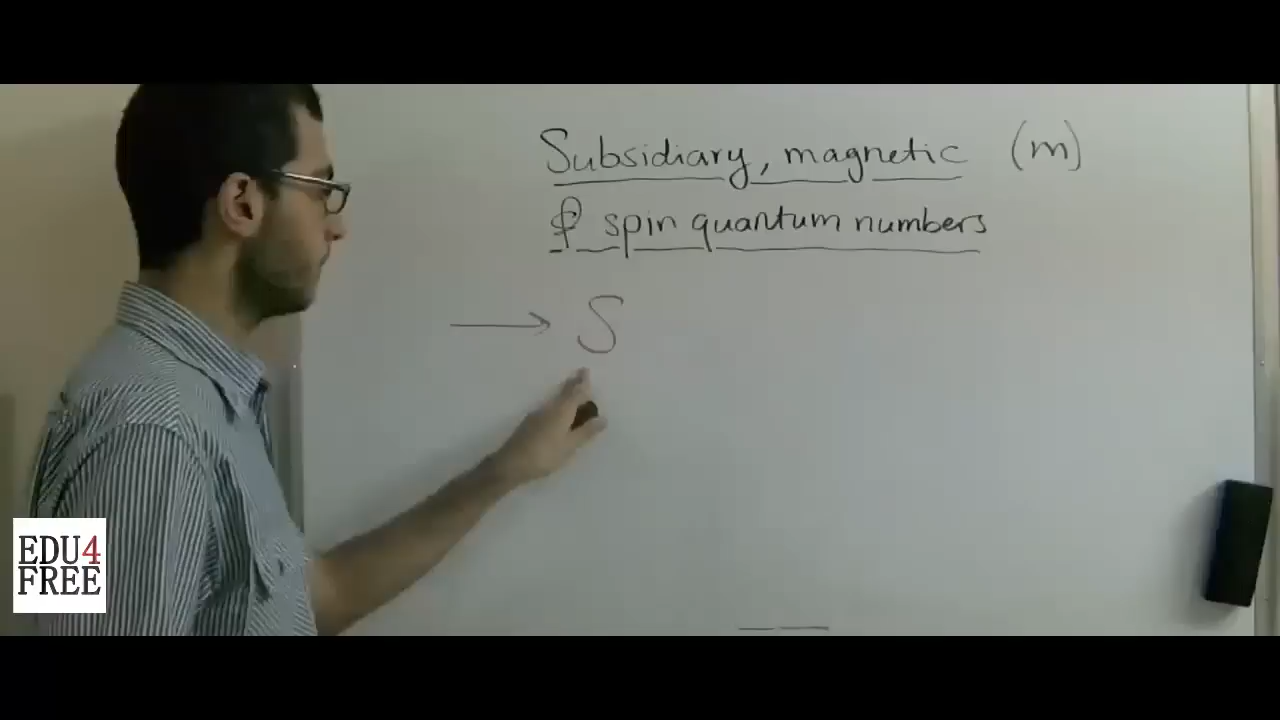 Subsidiary, magnetic (m)
& spin quantum numbers
→ S
EDU4
FREE